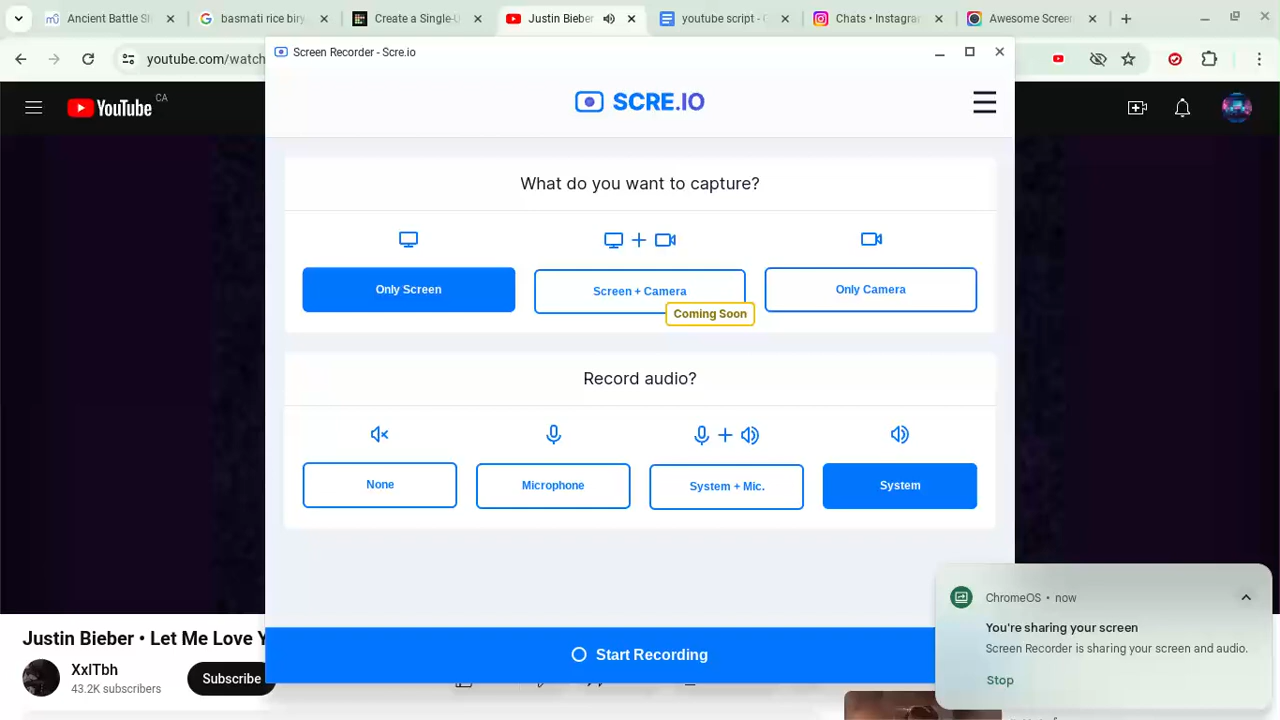 Ancient Battle Sh
basmati rice biry
Create a Single-U
Justin Bieber
youtube script - G
Chats • Instagram
Awesome Screen
youtube.com/watch
Screen Recorder - Scre.io
YouTube CA
SCRE.IO
What do you want to capture?
Only Screen
Screen + Camera
Only Camera
Coming Soon
Record audio?
None
Microphone
System + Mic.
System
Start Recording
ChromeOS • now
You're sharing your screen
Screen Recorder is sharing your screen and audio.
Stop
Justin Bieber • Let Me Love Y
XxlTbh
43.2K subscribers
Subscribe